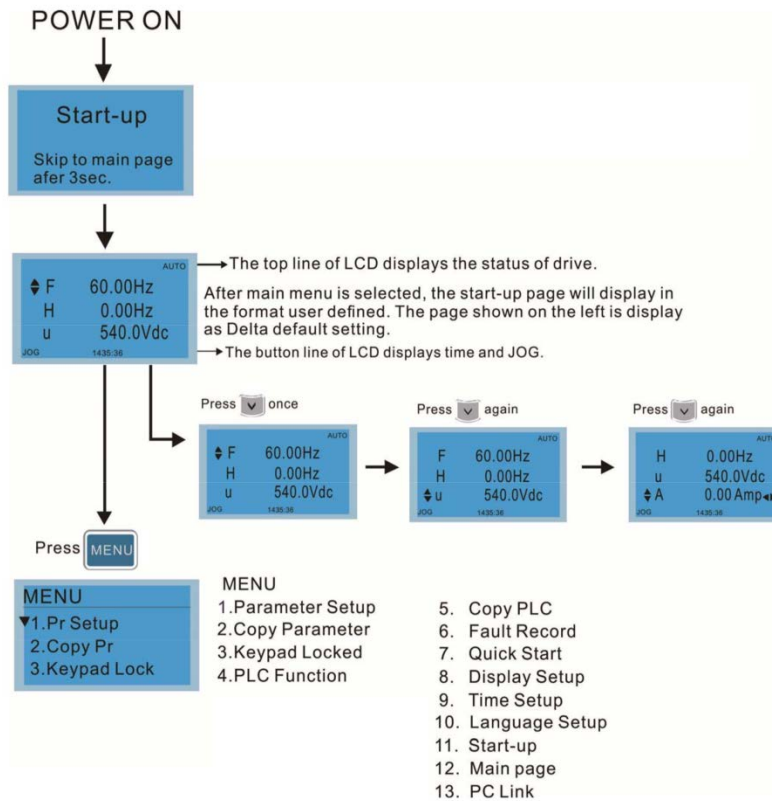 POWER ON
Start-up
Skip to main page
afer 3sec.
AUTO
F 60.00Hz
H 0.00Hz
u 540.0Vdc
JOG 1435:36
The top line of LCD displays the status of drive.
After main menu is selected, the start-up page will display in
the format user defined. The page shown on the left is display
as Delta default setting.
The button line of LCD displays time and JOG.
Press once
AUTO
F 60.00Hz
H 0.00Hz
u 540.0Vdc
JOG 1435:36
Press again
AUTO
F 60.00Hz
H 0.00Hz
u 540.0Vdc
JOG 1435:36
Press again
AUTO
H 0.00Hz
u 540.0Vdc
A 0.00 Amp
JOG 1435:36
Press MENU
MENU
1.Pr Setup
2.Copy Pr
3.Keypad Lock
MENU
1.Parameter Setup
2.Copy Parameter
3.Keypad Locked
4.PLC Function
5. Copy PLC
6. Fault Record
7. Quick Start
8. Display Setup
9. Time Setup
10. Language Setup
11. Start-up
12. Main page
13. PC Link